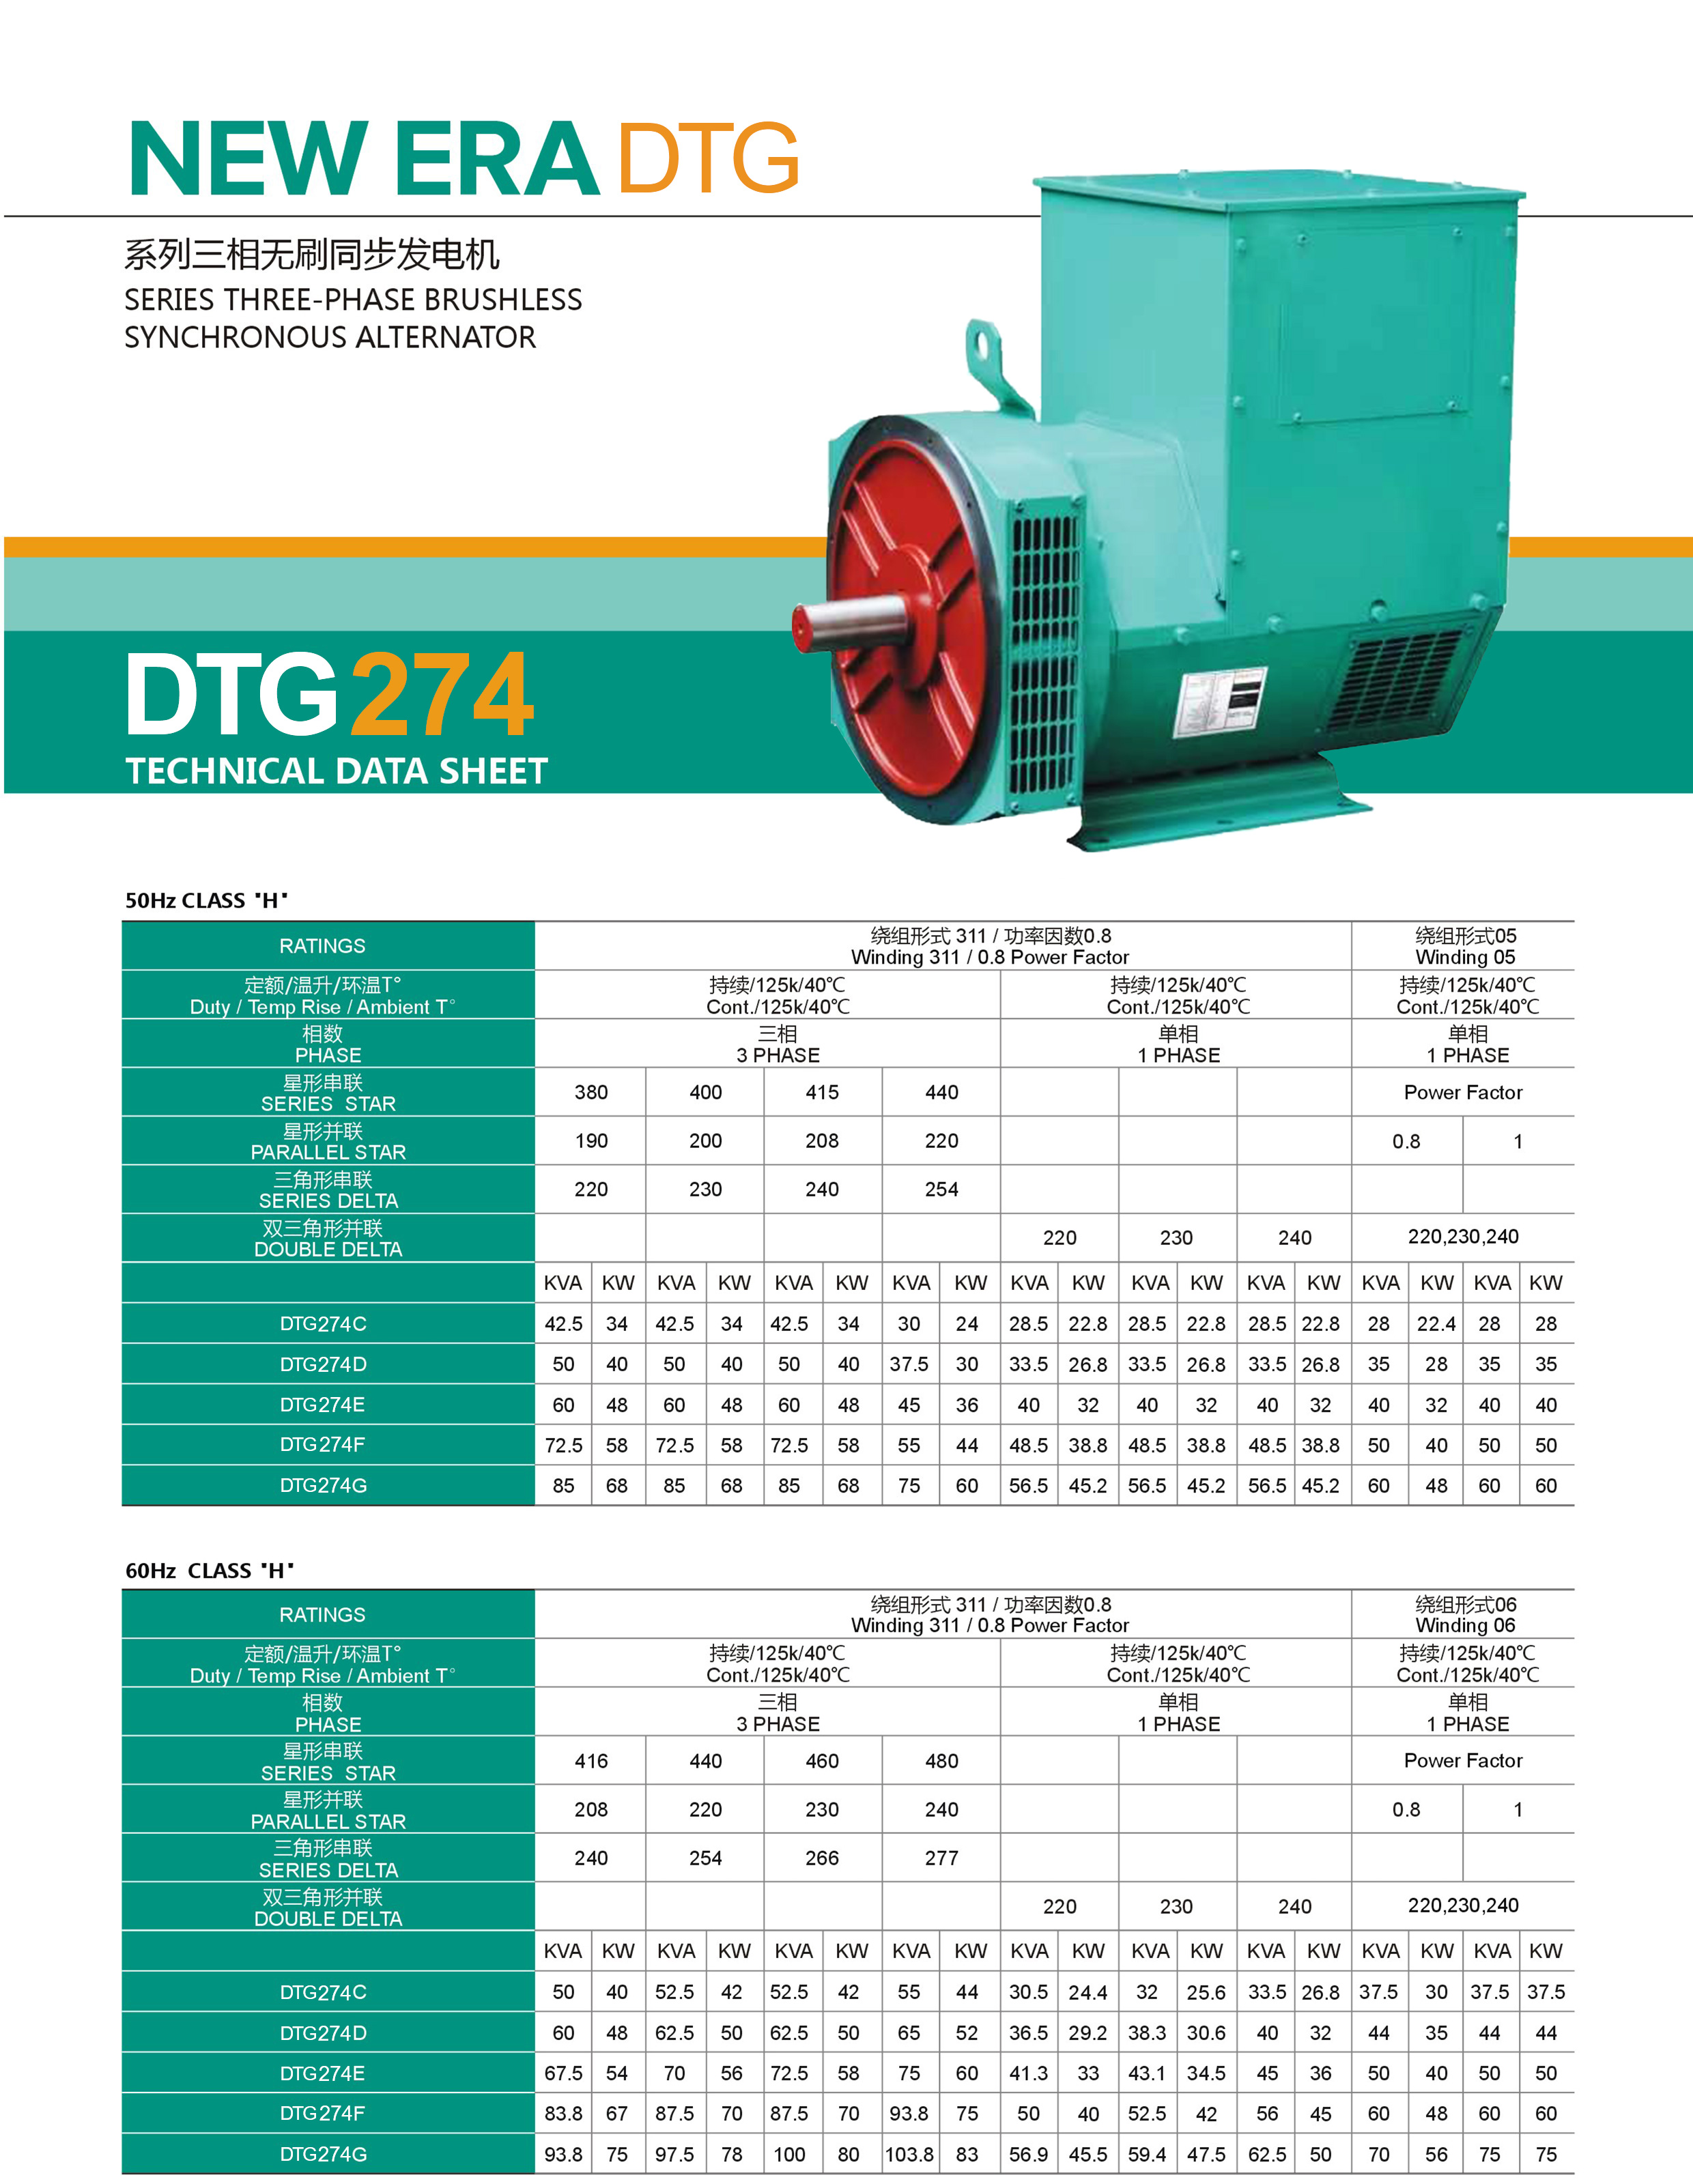 NEW ERA DTG
系列三相无刷同步发电机
SERIES THREE-PHASE BRUSHLESS
SYNCHRONOUS ALTERNATOR
DTG274
TECHNICAL DATA SHEET
50Hz CLASS "H"
RATINGS
绕组形式 311 / 功率因数0.8
Winding 311 / 0.8 Power Factor
绕组形式05
Winding 05
定额/温升/环温T°
Duty / Temp Rise / Ambient T°
持续/125k/40℃
Cont./125k/40℃
持续/125k/40℃
Cont./125k/40℃
持续/125k/40℃
Cont./125k/40℃
相数
PHASE
三相
3 PHASE
单相
1 PHASE
单相
1 PHASE
星形串联
SERIES STAR
380 400 415 440 Power Factor
星形并联
PARALLEL STAR
190 200 208 220 0.8 1
三角形串联
SERIES DELTA
220 230 240 254
双三角形并联
DOUBLE DELTA
220 230 240 220,230,240
KVA KW KVA KW KVA KW KVA KW KVA KW KVA KW KVA KW KVA KW KVA KW
DTG274C 42.5 34 42.5 34 42.5 34 30 24 28.5 22.8 28.5 22.8 28.5 22.8 28 22.4 28 28
DTG274D 50 40 50 40 50 40 37.5 30 33.5 26.8 33.5 26.8 33.5 26.8 35 28 35 35
DTG274E 60 48 60 48 60 48 45 36 40 32 40 32 40 32 40 32 40 40
DTG274F 72.5 58 72.5 58 72.5 58 55 44 48.5 38.8 48.5 38.8 48.5 38.8 50 40 50 50
DTG274G 85 68 85 68 85 68 75 60 56.5 45.2 56.5 45.2 56.5 45.2 60 48 60 60
60Hz CLASS "H"
RATINGS
绕组形式 311 / 功率因数0.8
Winding 311 / 0.8 Power Factor
绕组形式06
Winding 06
定额/温升/环温T°
Duty / Temp Rise / Ambient T°
持续/125k/40℃
Cont./125k/40℃
持续/125k/40℃
Cont./125k/40℃
持续/125k/40℃
Cont./125k/40℃
相数
PHASE
三相
3 PHASE
单相
1 PHASE
单相
1 PHASE
星形串联
SERIES STAR
416 440 460 480 Power Factor
星形并联
PARALLEL STAR
208 220 230 240 0.8 1
三角形串联
SERIES DELTA
240 254 266 277
双三角形并联
DOUBLE DELTA
220 230 240 220,230,240
KVA KW KVA KW KVA KW KVA KW KVA KW KVA KW KVA KW KVA KW KVA KW
DTG274C 50 40 52.5 42 52.5 42 55 44 30.5 24.4 32 25.6 33.5 26.8 37.5 30 37.5 37.5
DTG274D 60 48 62.5 50 62.5 50 65 52 36.5 29.2 38.3 30.6 40 32 44 35 44 44
DTG274E 67.5 54 70 56 72.5 58 75 60 41.3 33 43.1 34.5 45 36 50 40 50 50
DTG274F 83.8 67 87.5 70 87.5 70 93.8 75 50 40 52.5 42 56 45 60 48 60 60
DTG274G 93.8 75 97.5 78 100 80 103.8 83 56.9 45.5 59.4 47.5 62.5 50 70 56 75 75